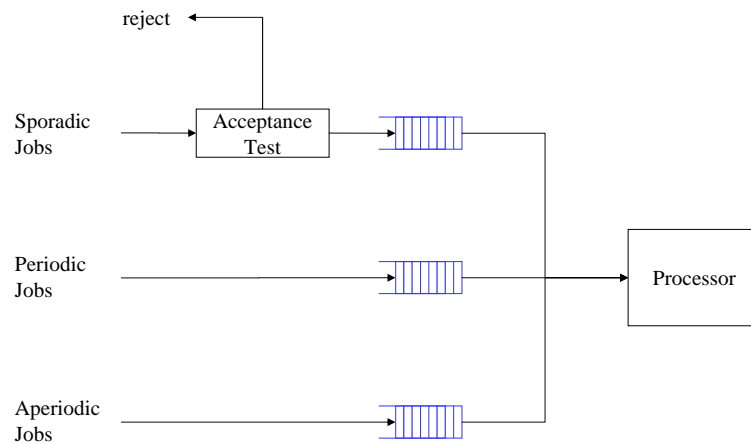 reject
Sporadic
Jobs
Acceptance
Test
Periodic
Jobs
Processor
Aperiodic
Jobs